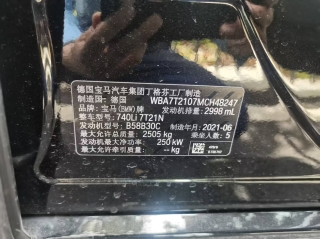 德国宝马汽车集团丁格芬工厂制造
制造国：德国 WBA7T2107MCH48247
品牌：宝马(BMW)牌 发动机排量：2998 mL
整车型号：740Li 7T21N
发动机型号：B58B30C 制造年月：2021-06
最大允许总质量：2505 kg 乘坐人数：5
发动机最大净功率：250 kW
最大允许牵引质量：-- kg